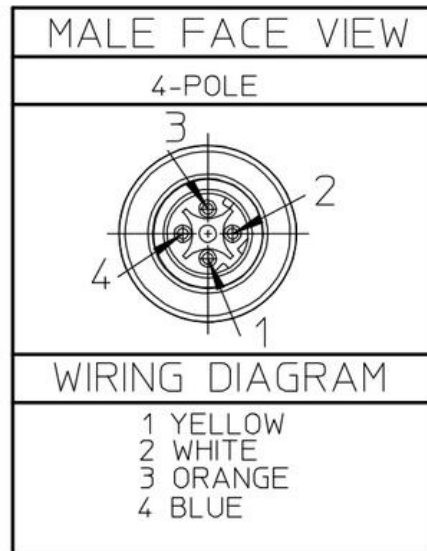 MALE FACE VIEW
4-POLE
3
2
4
1
WIRING DIAGRAM
1 YELLOW
2 WHITE
3 ORANGE
4 BLUE